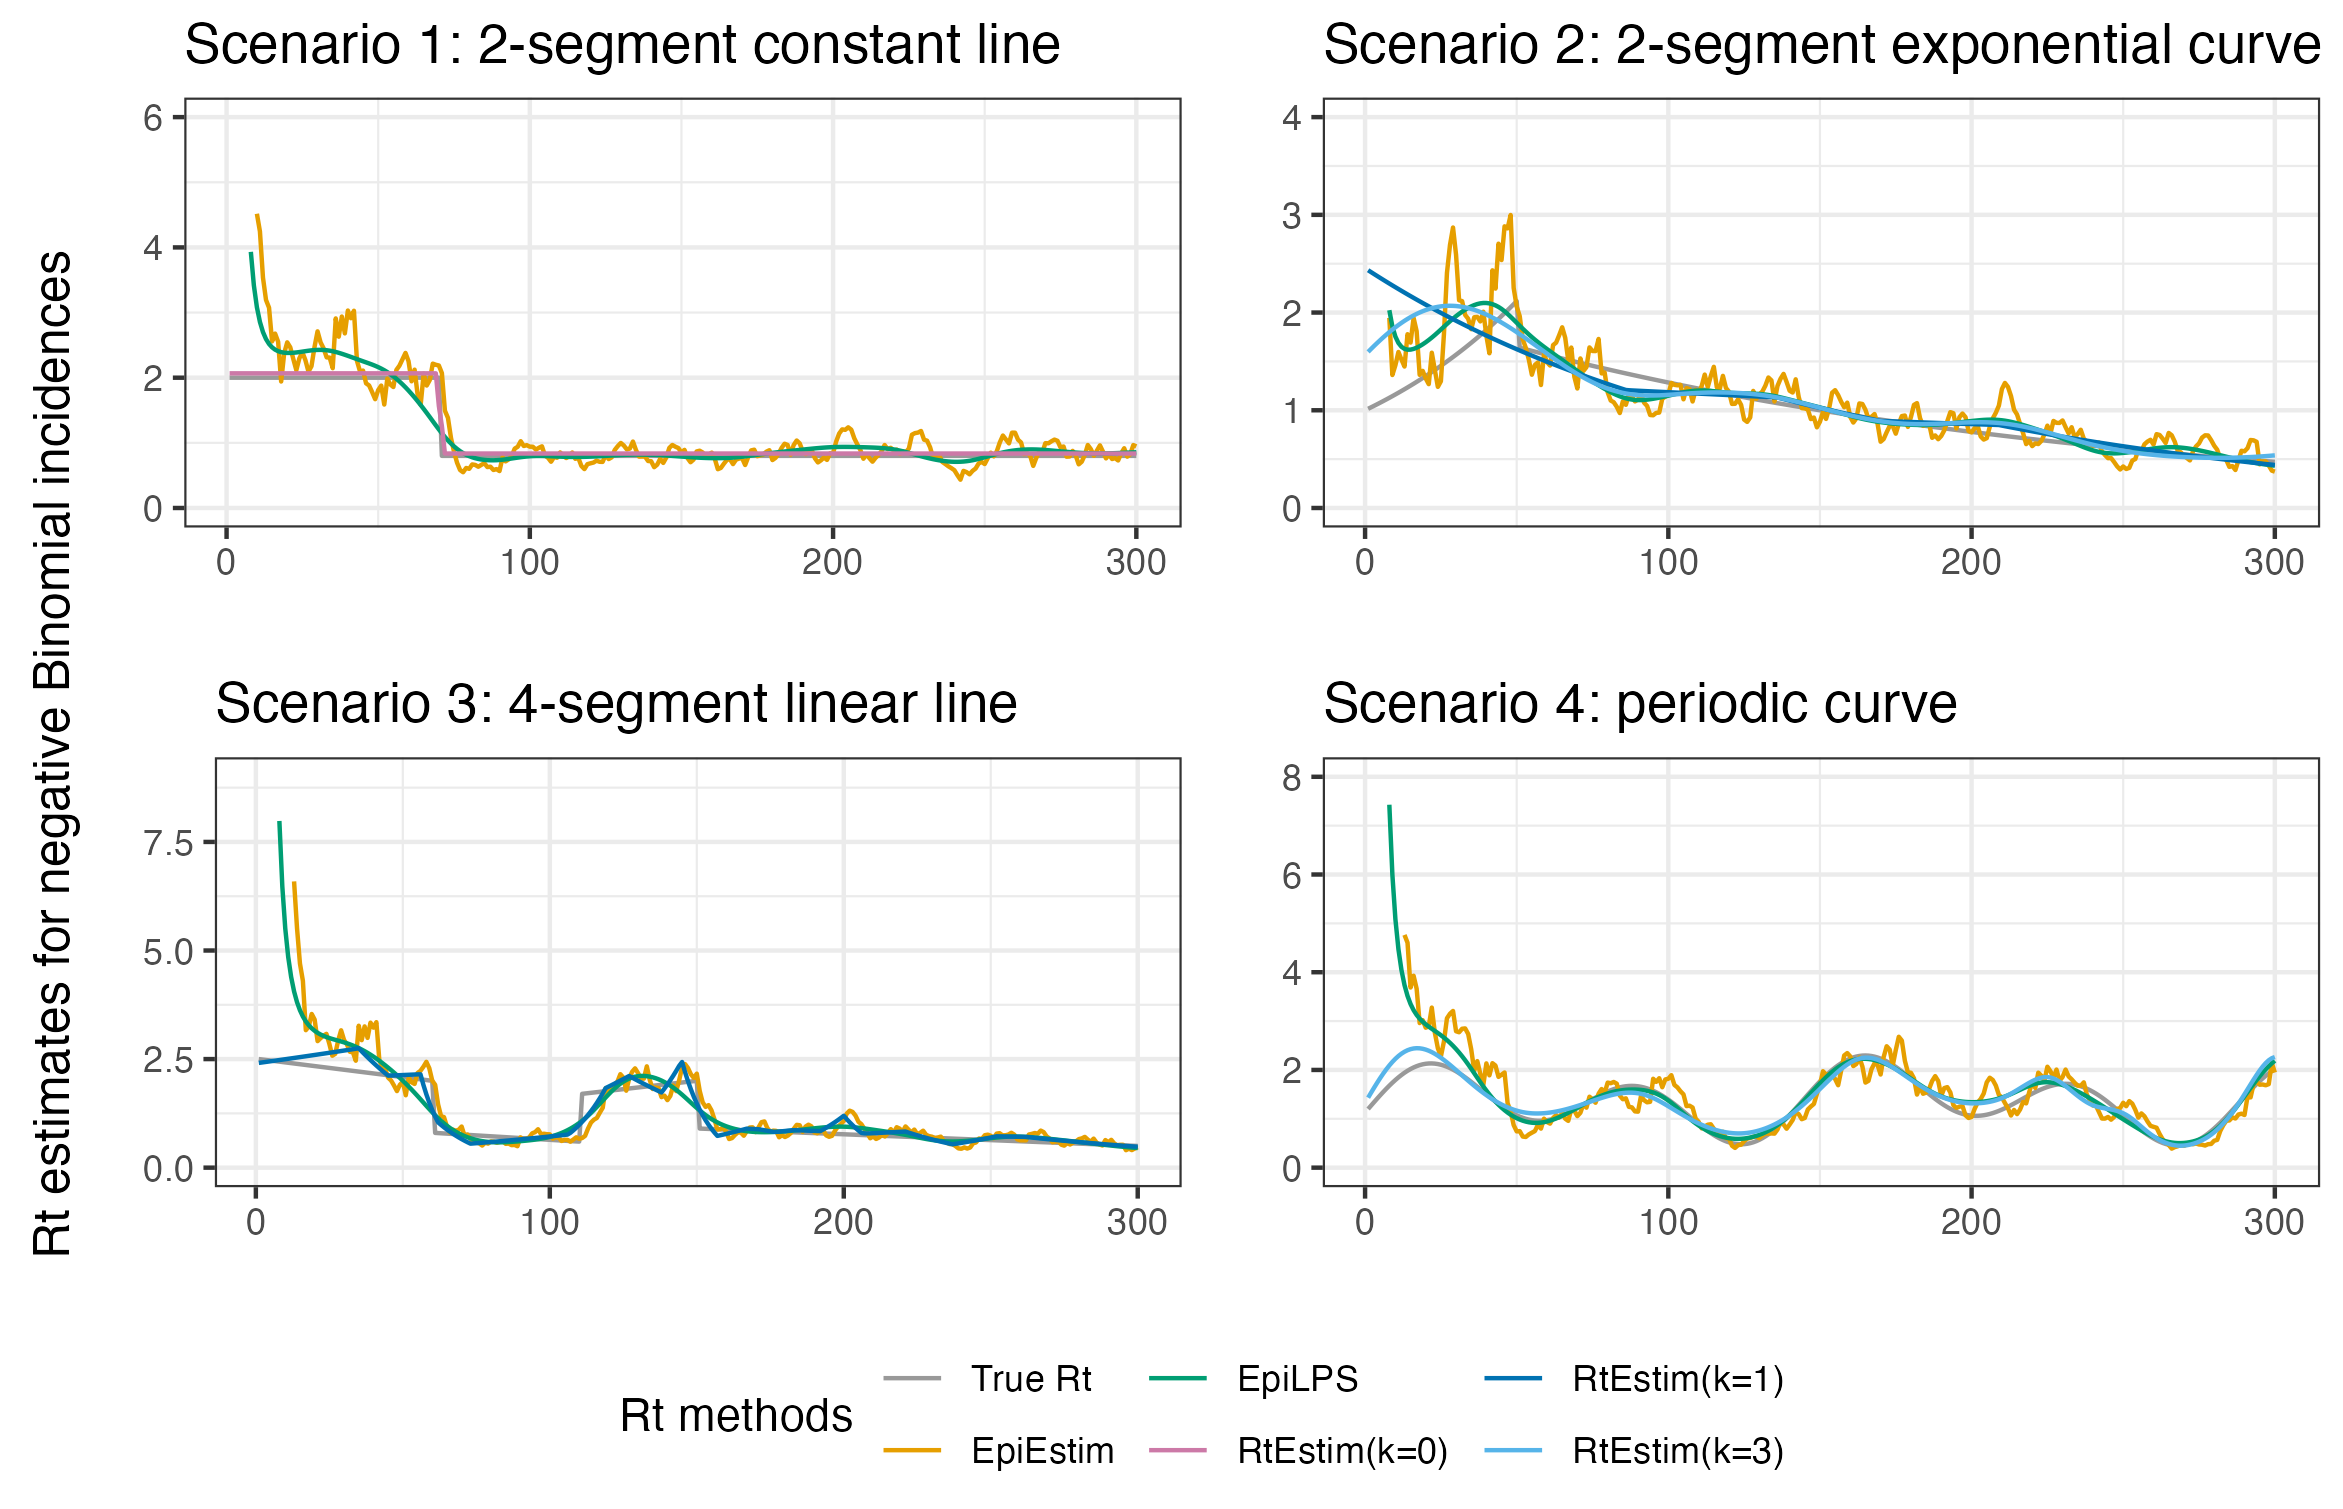 Scenario 1: 2-segment constant line
6
4
2
0
0 100 200 300
Scenario 2: 2-segment exponential curve
4
3
2
1
0
0 100 200 300
Rt estimates for negative Binomial incidences
Scenario 3: 4-segment linear line
7.5
5.0
2.5
0.0
0 100 200 300
Scenario 4: periodic curve
8
6
4
2
0
0 100 200 300
Rt methods
True Rt EpiLPS RtEstim(k=1)
EpiEstim RtEstim(k=0) RtEstim(k=3)